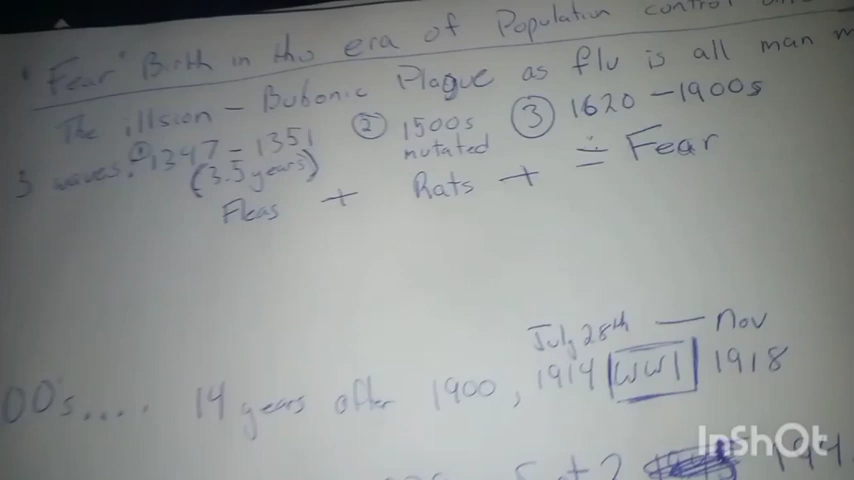 "Fear" Birth in the era of Population control
The illsion - Bubonic Plague as flu is all man
3 waves: ① 1347 - 1351 ② 1500s ③ 1620 - 1900s
(3.5 years) mutated
Fleas + Rats + ÷ Fear
July 28th — Nov
00's.... 14 years after 1900, 1914 WW1 1918
InShOt